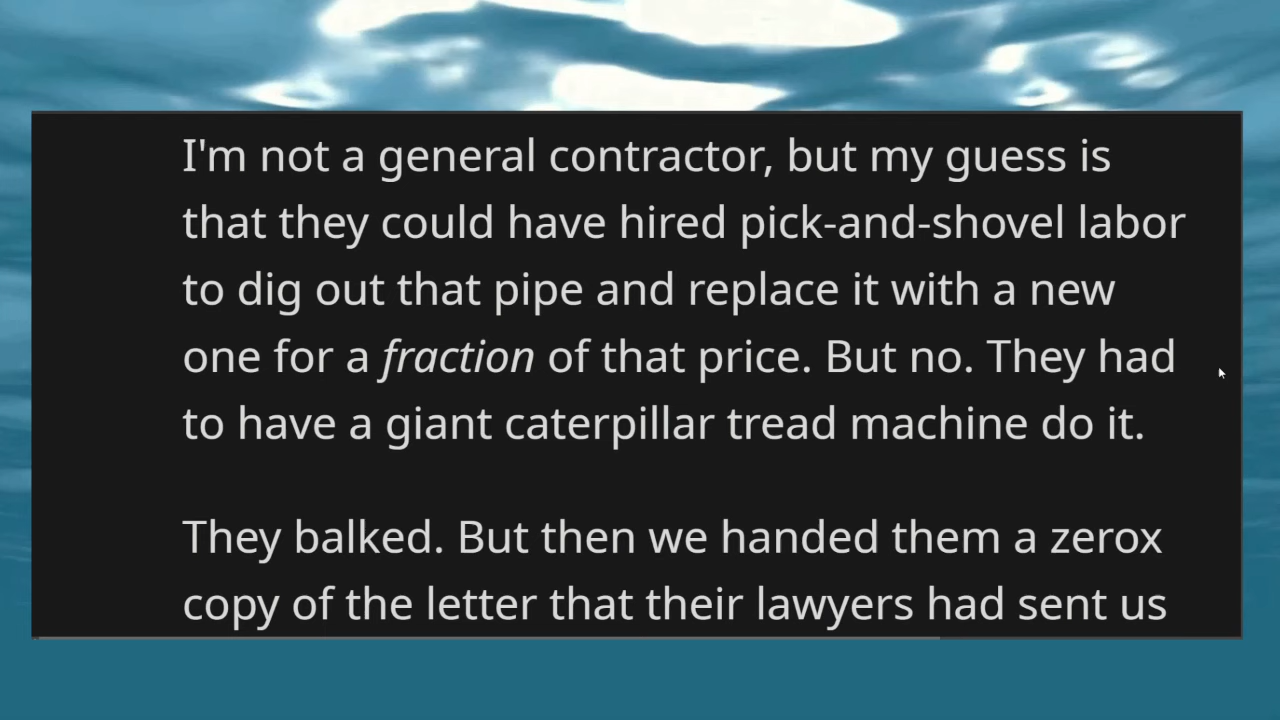 I'm not a general contractor, but my guess is
that they could have hired pick-and-shovel labor
to dig out that pipe and replace it with a new
one for a fraction of that price. But no. They had
to have a giant caterpillar tread machine do it.
They balked. But then we handed them a zerox
copy of the letter that their lawyers had sent us